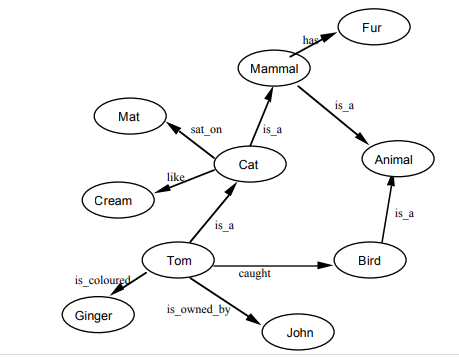 Fur
has
Mammal
is_a
Mat
sat_on
is_a
Cat
Animal
like
Cream
is_a
is_a
Tom
caught
Bird
is_coloured
Ginger
is_owned_by
John